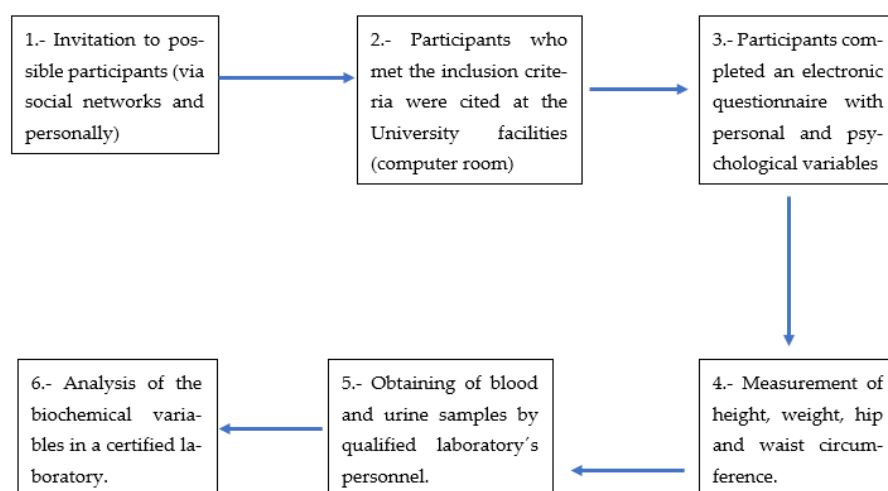 1.- Invitation to pos-
sible participants (via
social networks and
personally)
2.- Participants who
met the inclusion crite-
ria were cited at the
University facilities
(computer room)
3.- Participants com-
pleted an electronic
questionnaire with
personal and psy-
chological variables
4.- Measurement of
height, weight, hip
and waist circum-
ference.
5.- Obtaining of blood
and urine samples by
qualified laboratory´s
personnel.
6.- Analysis of the
biochemical varia-
bles in a certified la-
boratory.